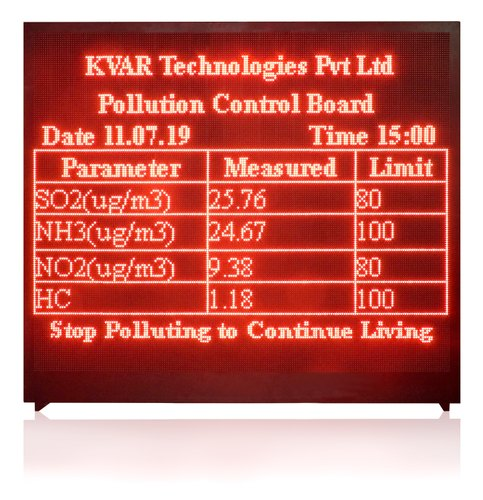 KVAR Technologies Pvt Ltd
Pollution Control Board
Date 11.07.19 Time 15:00
Parameter Measured Limit
SO2(ug/m3) 25.76 80
NH3(ug/m3) 24.67 100
NO2(ug/m3) 9.38 80
HC 1.18 100
Stop Polluting to Continue Living